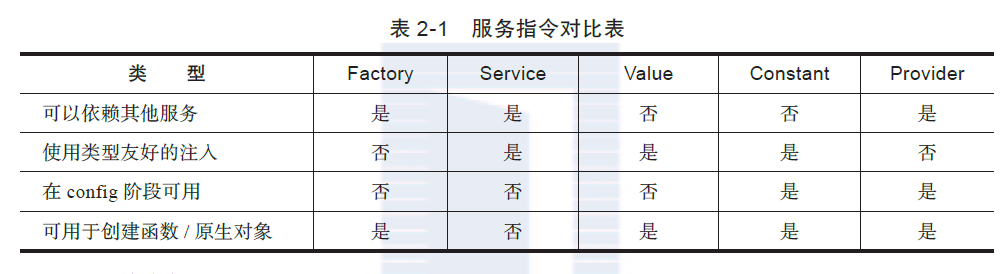 表 2-1 服务指令对比表
类 型 Factory Service Value Constant Provider
可以依赖其他服务 是 是 否 否 是
使用类型友好的注入 否 是 是 是 否
在 config 阶段可用 否 否 否 是 是
可用于创建函数 / 原生对象 是 否 是 是 是